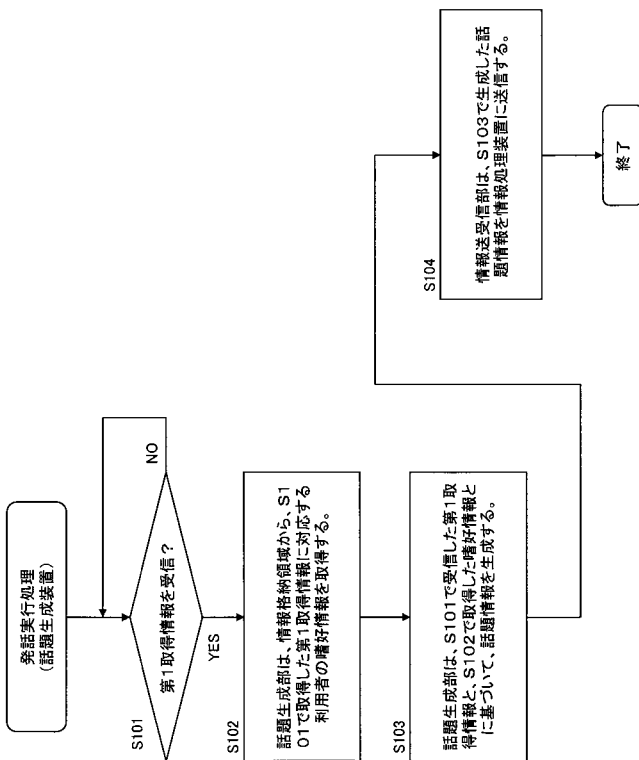 発話実行処理
(話題生成装置)
S101
第1取得情報を受信?
NO
YES
S102
話題生成部は、情報格納領域から、S1
01で取得した第1取得情報に対応する
利用者の嗜好情報を取得する。
S103
話題生成部は、S101で受信した第1取
得情報と、S102で取得した嗜好情報と
に基づいて、話題情報を生成する。
S104
情報送受信部は、S103で生成した話
題情報を情報処理装置に送信する。
終了